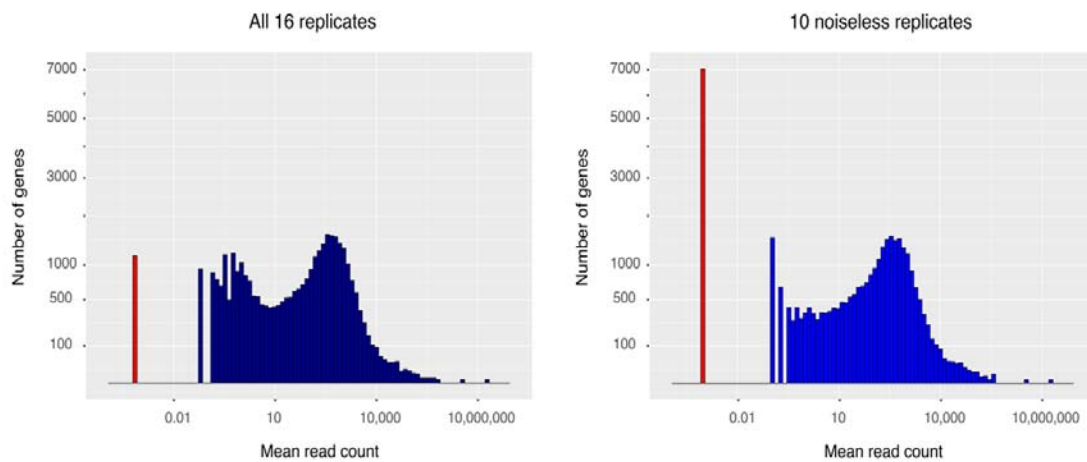 All 16 replicates
7000
5000
3000
1000
500
100
Number of genes
0.01 10 10,000 10,000,000
Mean read count
10 noiseless replicates
7000
5000
3000
1000
500
100
Number of genes
0.01 10 10,000 10,000,000
Mean read count